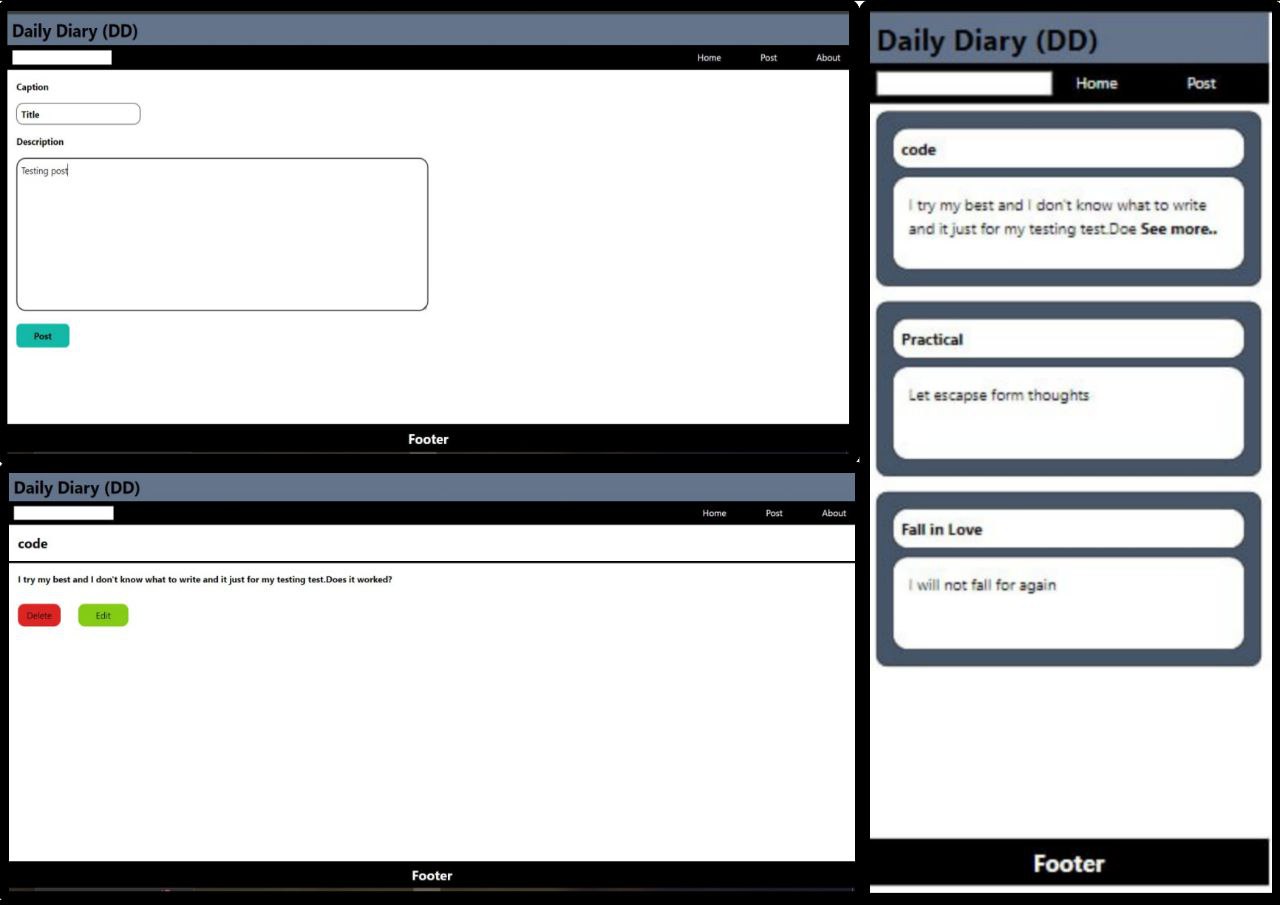 Daily Diary (DD)
Home Post About
Caption
Title
Description
Testing post
Post
Footer
Daily Diary (DD)
Home Post About
code
I try my best and I don't know what to write and it just for my testing test.Does it worked?
Delete Edit
Footer
Daily Diary (DD)
Home Post
code
I try my best and I don't know what to write
and it just for my testing test.Doe See more..
Practical
Let escapse form thoughts
Fall in Love
I will not fall for again
Footer